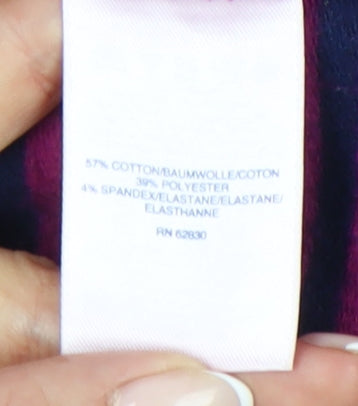 57% COTTON/BAUMWOLLE/COTON
39% POLYESTER
4% SPANDEX/ELASTANE/ELASTANE/
ELASTHANNE
RN 62830